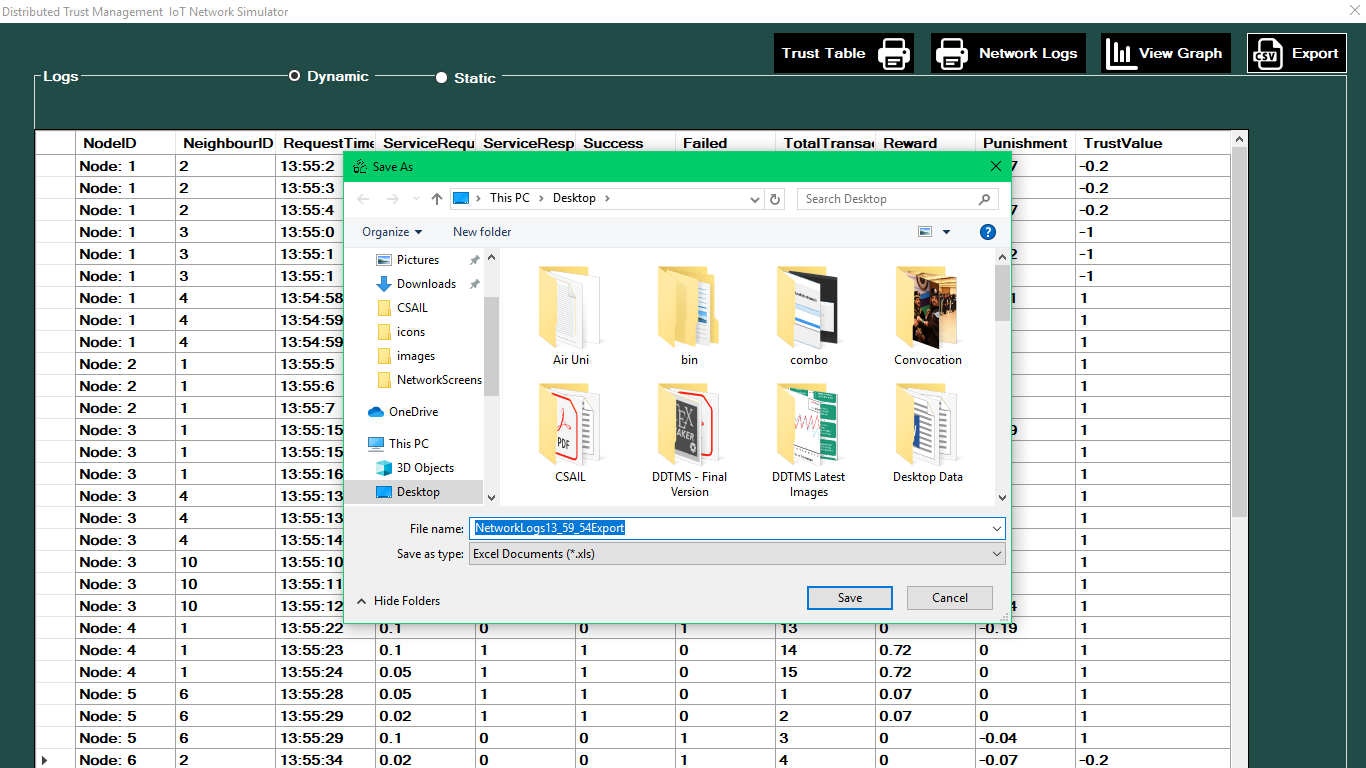 Distributed Trust Management IoT Network Simulator
Trust Table
Network Logs
View Graph
CSV Export
Logs
Dynamic
Static
NodeID NeighbourID RequestTime ServiceRequ ServiceResp Success Failed TotalTransac Reward Punishment TrustValue
Node: 1 2 13:55:2 7 -0.2
Node: 1 2 13:55:3 -0.2
Node: 1 2 13:55:4 7 -0.2
Node: 1 3 13:55:0 -1
Node: 1 3 13:55:1 2 -1
Node: 1 3 13:55:1 -1
Node: 1 4 13:54:58 1 1
Node: 1 4 13:54:59 1
Node: 1 4 13:54:59 1
Node: 2 1 13:55:5 1
Node: 2 1 13:55:6 1
Node: 2 1 13:55:7 1
Node: 3 1 13:55:15 9 1
Node: 3 1 13:55:15 1
Node: 3 1 13:55:16 1
Node: 3 4 13:55:13 1
Node: 3 4 13:55:13 1
Node: 3 4 13:55:14 1
Node: 3 10 13:55:10 1
Node: 3 10 13:55:11 1
Node: 3 10 13:55:12 4 1
Node: 4 1 13:55:22 0.1 0 0 1 13 0 -0.19 1
Node: 4 1 13:55:23 0.1 1 1 0 14 0.72 0 1
Node: 4 1 13:55:24 0.05 1 1 0 15 0.72 0 1
Node: 5 6 13:55:28 0.05 1 1 0 1 0.07 0 1
Node: 5 6 13:55:29 0.02 1 1 0 2 0.07 0 1
Node: 5 6 13:55:29 0.1 0 0 1 3 0 -0.04 1
Node: 6 2 13:55:34 0.02 0 0 1 4 0 -0.07 -0.2
Save As
This PC > Desktop >
Search Desktop
Organize
New folder
Pictures
Downloads
CSAIL
icons
images
NetworkScreens
OneDrive
This PC
3D Objects
Desktop
Air Uni
bin
combo
Convocation
PDF
CSAIL
DDTMS - Final
Version
DDTMS Latest
Images
Desktop Data
File name: NetworkLogs13_59_54Export
Save as type: Excel Documents (*.xls)
Hide Folders
Save
Cancel